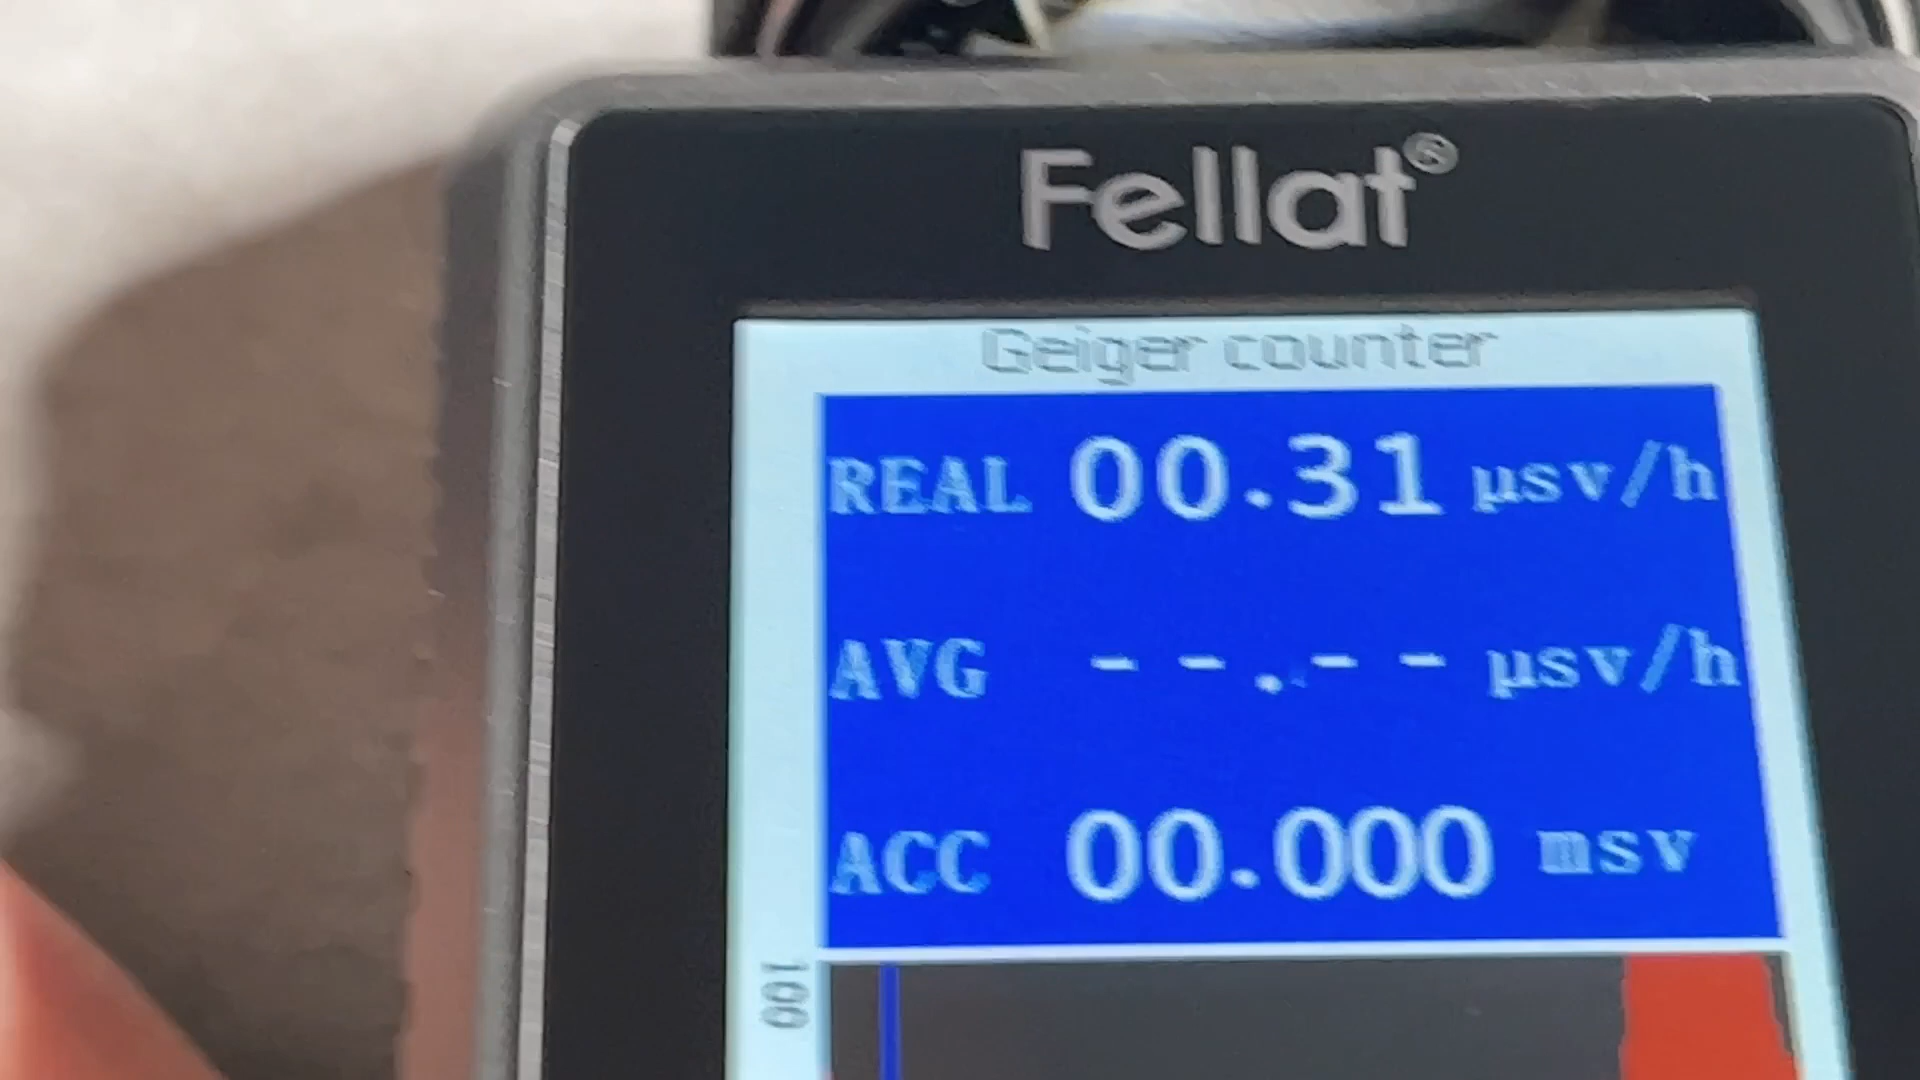 Fellat®
Geiger counter
REAL 00.31 µsv/h
AVG --.-- µsv/h
ACC 00.000 msv
100